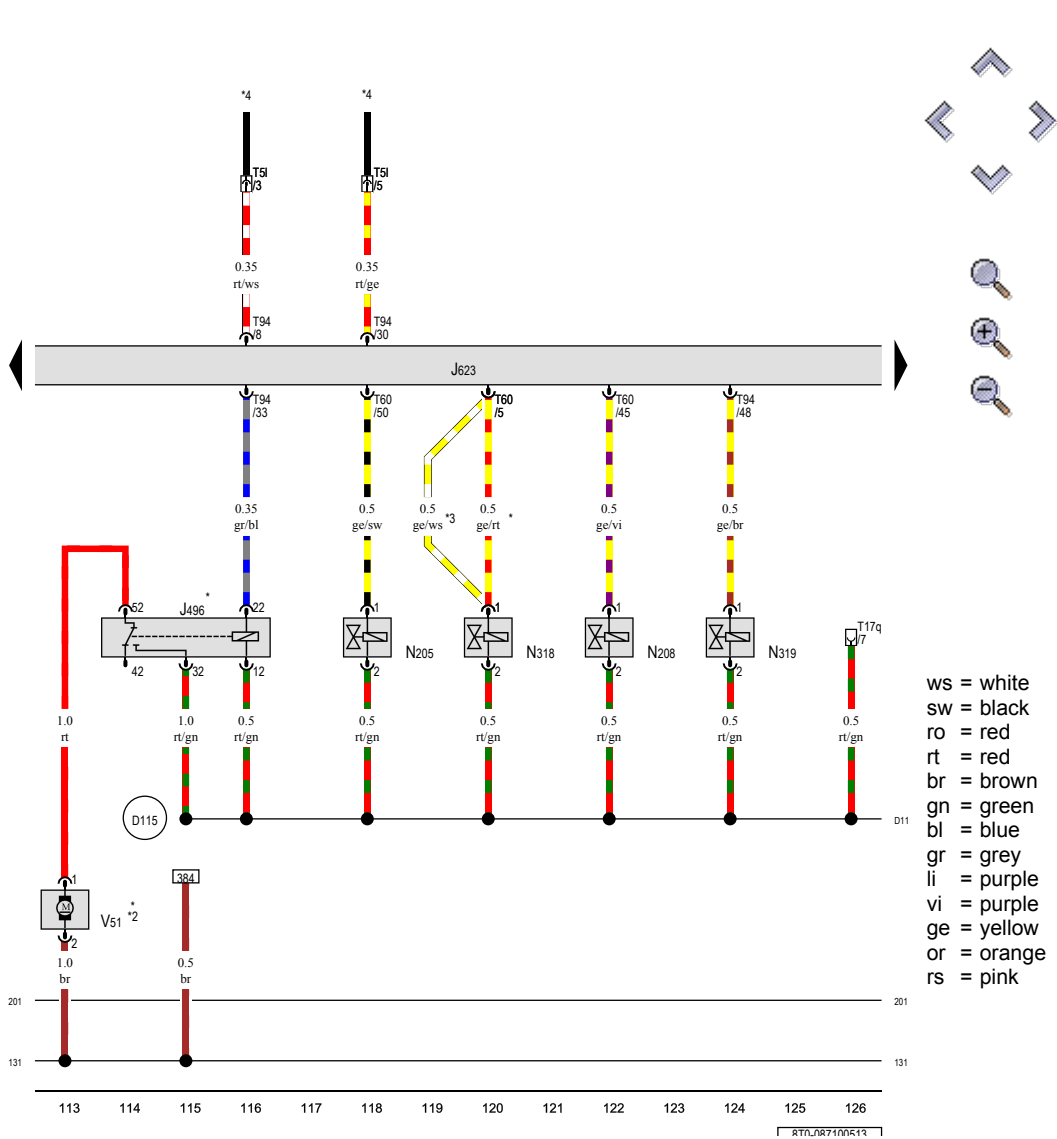 *4 *4
T5l
/3
T5l
/5
0.35
rt/ws
0.35
rt/ge
T94
/8
T94
/30
J623
T94
/33
T60
/50
T60
/5
T60
/45
T94
/48
0.35
gr/bl
0.5
ge/sw
0.5
ge/ws *3
0.5
ge/rt *
0.5
ge/vi
0.5
ge/br
52 J496 * 22 1 1 1 1
T17q
/7
N205 N318 N208 N319
42 32 12 2 2 2 2
1.0
rt
1.0
rt/gn
0.5
rt/gn
0.5
rt/gn
0.5
rt/gn
0.5
rt/gn
0.5
rt/gn
0.5
rt/gn
D115 D11
1 384
M V51 *
*2
2
1.0
br
0.5
br
201 201
131 131
113 114 115 116 117 118 119 120 121 122 123 124 125 126
8T0-087100513
ws = white
sw = black
ro = red
rt = red
br = brown
gn = green
bl = blue
gr = grey
li = purple
vi = purple
ge = yellow
or = orange
rs = pink